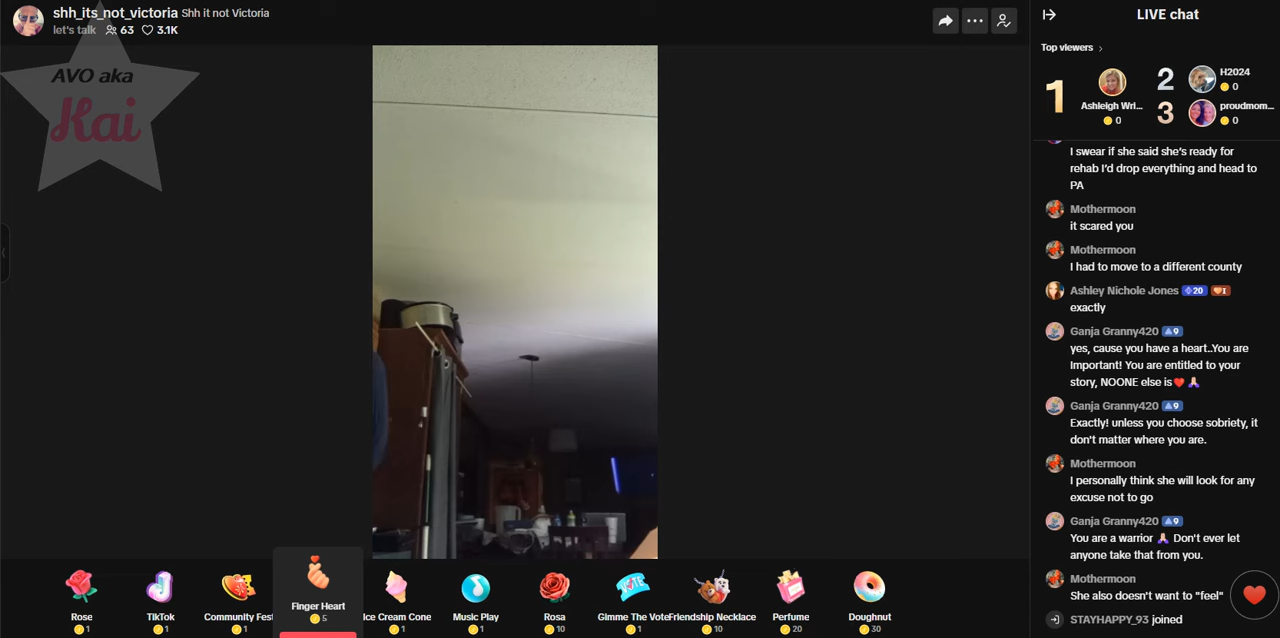 shh_its_not_victoria Shh it not Victoria
let's talk 63 3.1K
AVO aka
Kai
LIVE chat
Top viewers
1
Ashleigh Wri...
0
2
H2024
0
3
proudmom...
0
I swear if she said she's ready for
rehab I'd drop everything and head to
PA
Mothermoon
it scared you
Mothermoon
I had to move to a different county
Ashley Nichole Jones 20 I
exactly
Ganja Granny420 9
yes, cause you have a heart..You are
Important! You are entitled to your
story, NOONE else is
Ganja Granny420 9
Exactly! unless you choose sobriety, it
don't matter where you are.
Mothermoon
I personally think she will look for any
excuse not to go
Ganja Granny420 9
You are a warrior Don't ever let
anyone take that from you.
Mothermoon
She also doesn't want to "feel"
STAYHAPPY_93 joined
Rose
1
TikTok
1
Community Fest
1
Finger Heart
5
Ice Cream Cone
1
Music Play
1
Rosa
10
Gimme The Vote
1
Friendship Necklace
10
Perfume
20
Doughnut
30